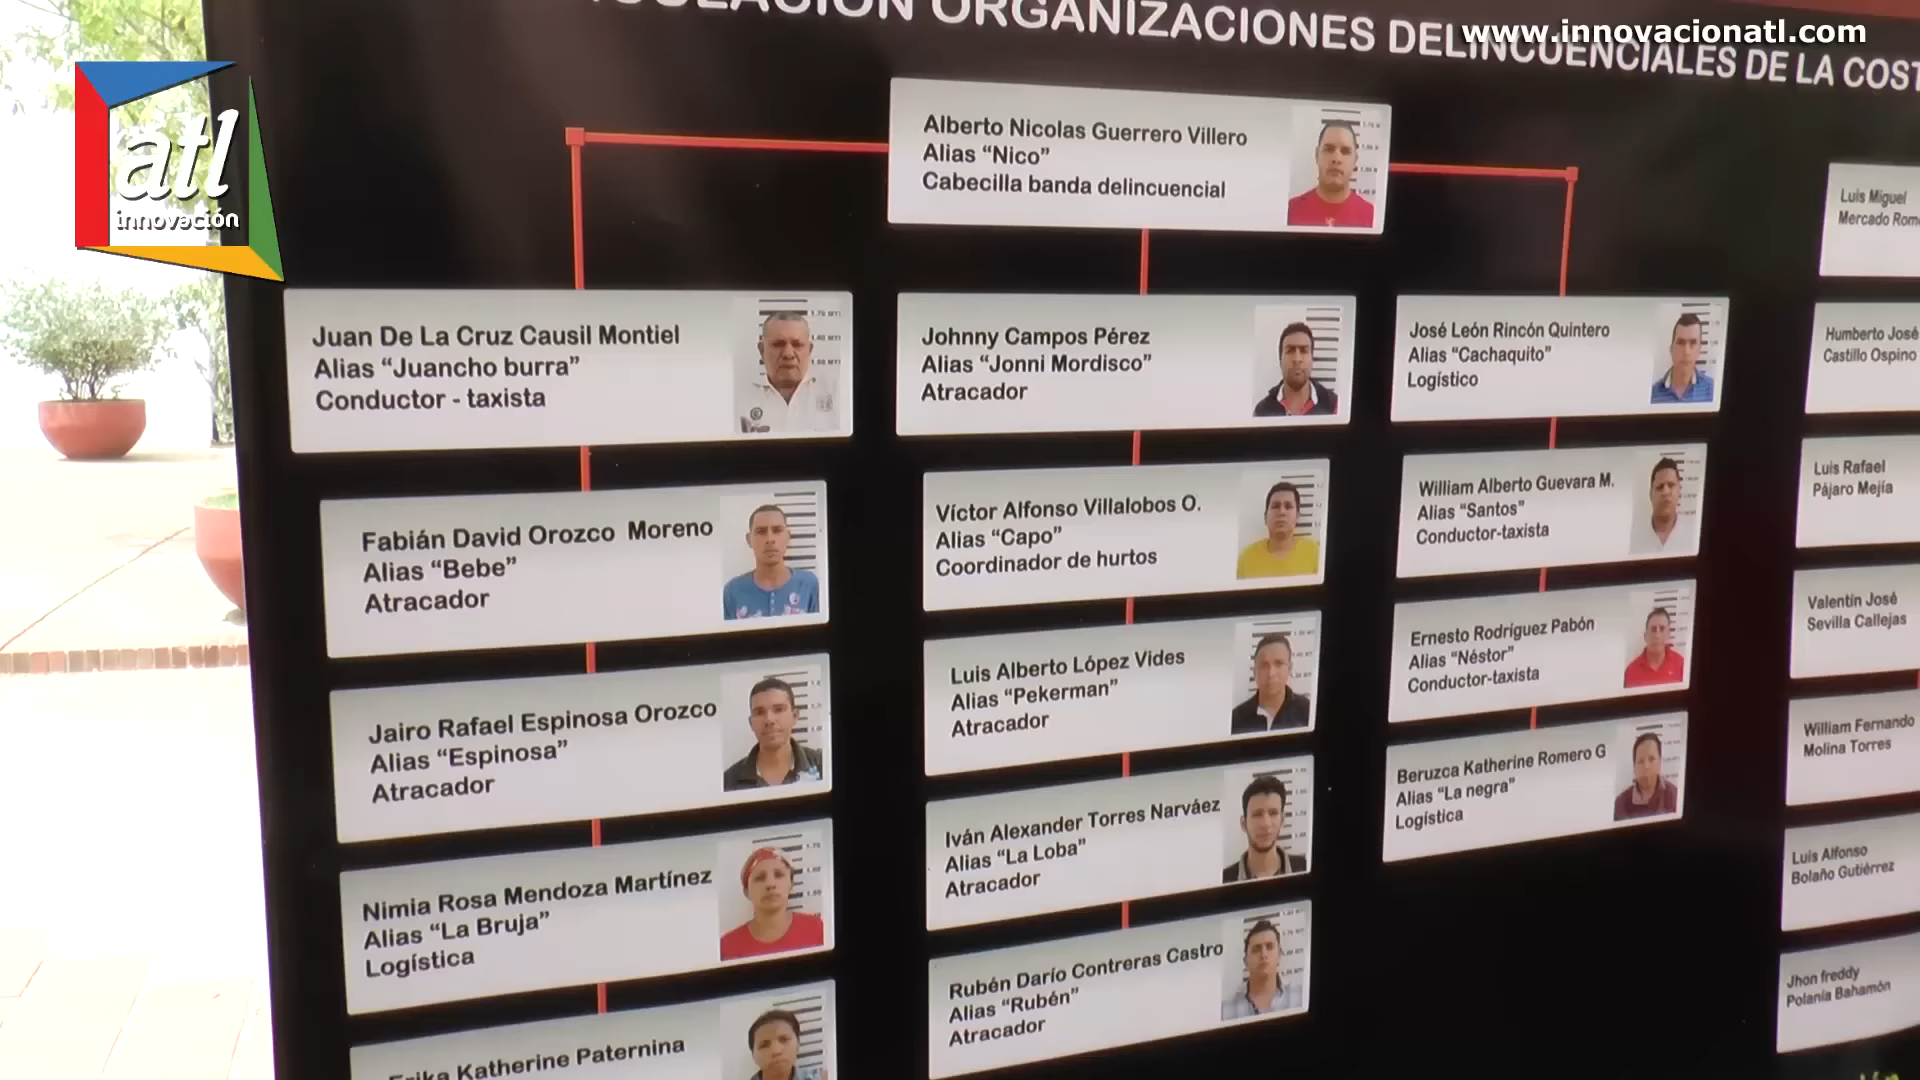 www.innovacionatl.com
ORGANIZACIONES DELINCUENCIALES DE LA
atl
innovación
Alberto Nicolas Guerrero Villero
Alias “Nico”
Cabecilla banda delincuencial
Juan De La Cruz Causil Montiel
Alias “Juancho burra”
Conductor - taxista
Fabián David Orozco Moreno
Alias “Bebe”
Atracador
Jairo Rafael Espinosa Orozco
Alias “Espinosa”
Atracador
Nimia Rosa Mendoza Martínez
Alias “La Bruja”
Logística
Katherine Paternina
Johnny Campos Pérez
Alias “Jonni Mordisco”
Atracador
Víctor Alfonso Villalobos O.
Alias “Capo”
Coordinador de hurtos
Luis Alberto López Vides
Alias “Pekerman”
Atracador
Iván Alexander Torres Narváez
Alias “La Loba”
Atracador
Rubén Darío Contreras Castro
Alias “Rubén”
Atracador
José León Rincón Quintero
Alias “Cachaquito”
Logístico
William Alberto Guevara M.
Alias “Santos”
Conductor-taxista
Ernesto Rodríguez Pabón
Alias “Néstor”
Conductor-taxista
Beruzca Katherine Romero G
Alias “La negra”
Logística
Luis Miguel
Mercado
Humberto José
Castillo Ospino
Luis Rafael
Pájaro Mejía
Valentín José
Sevilla Callejas
William Fernando
Molina Torres
Luis Alfonso
Bolaño Gutiérrez
Jhon freddy
Polanía Bahamón